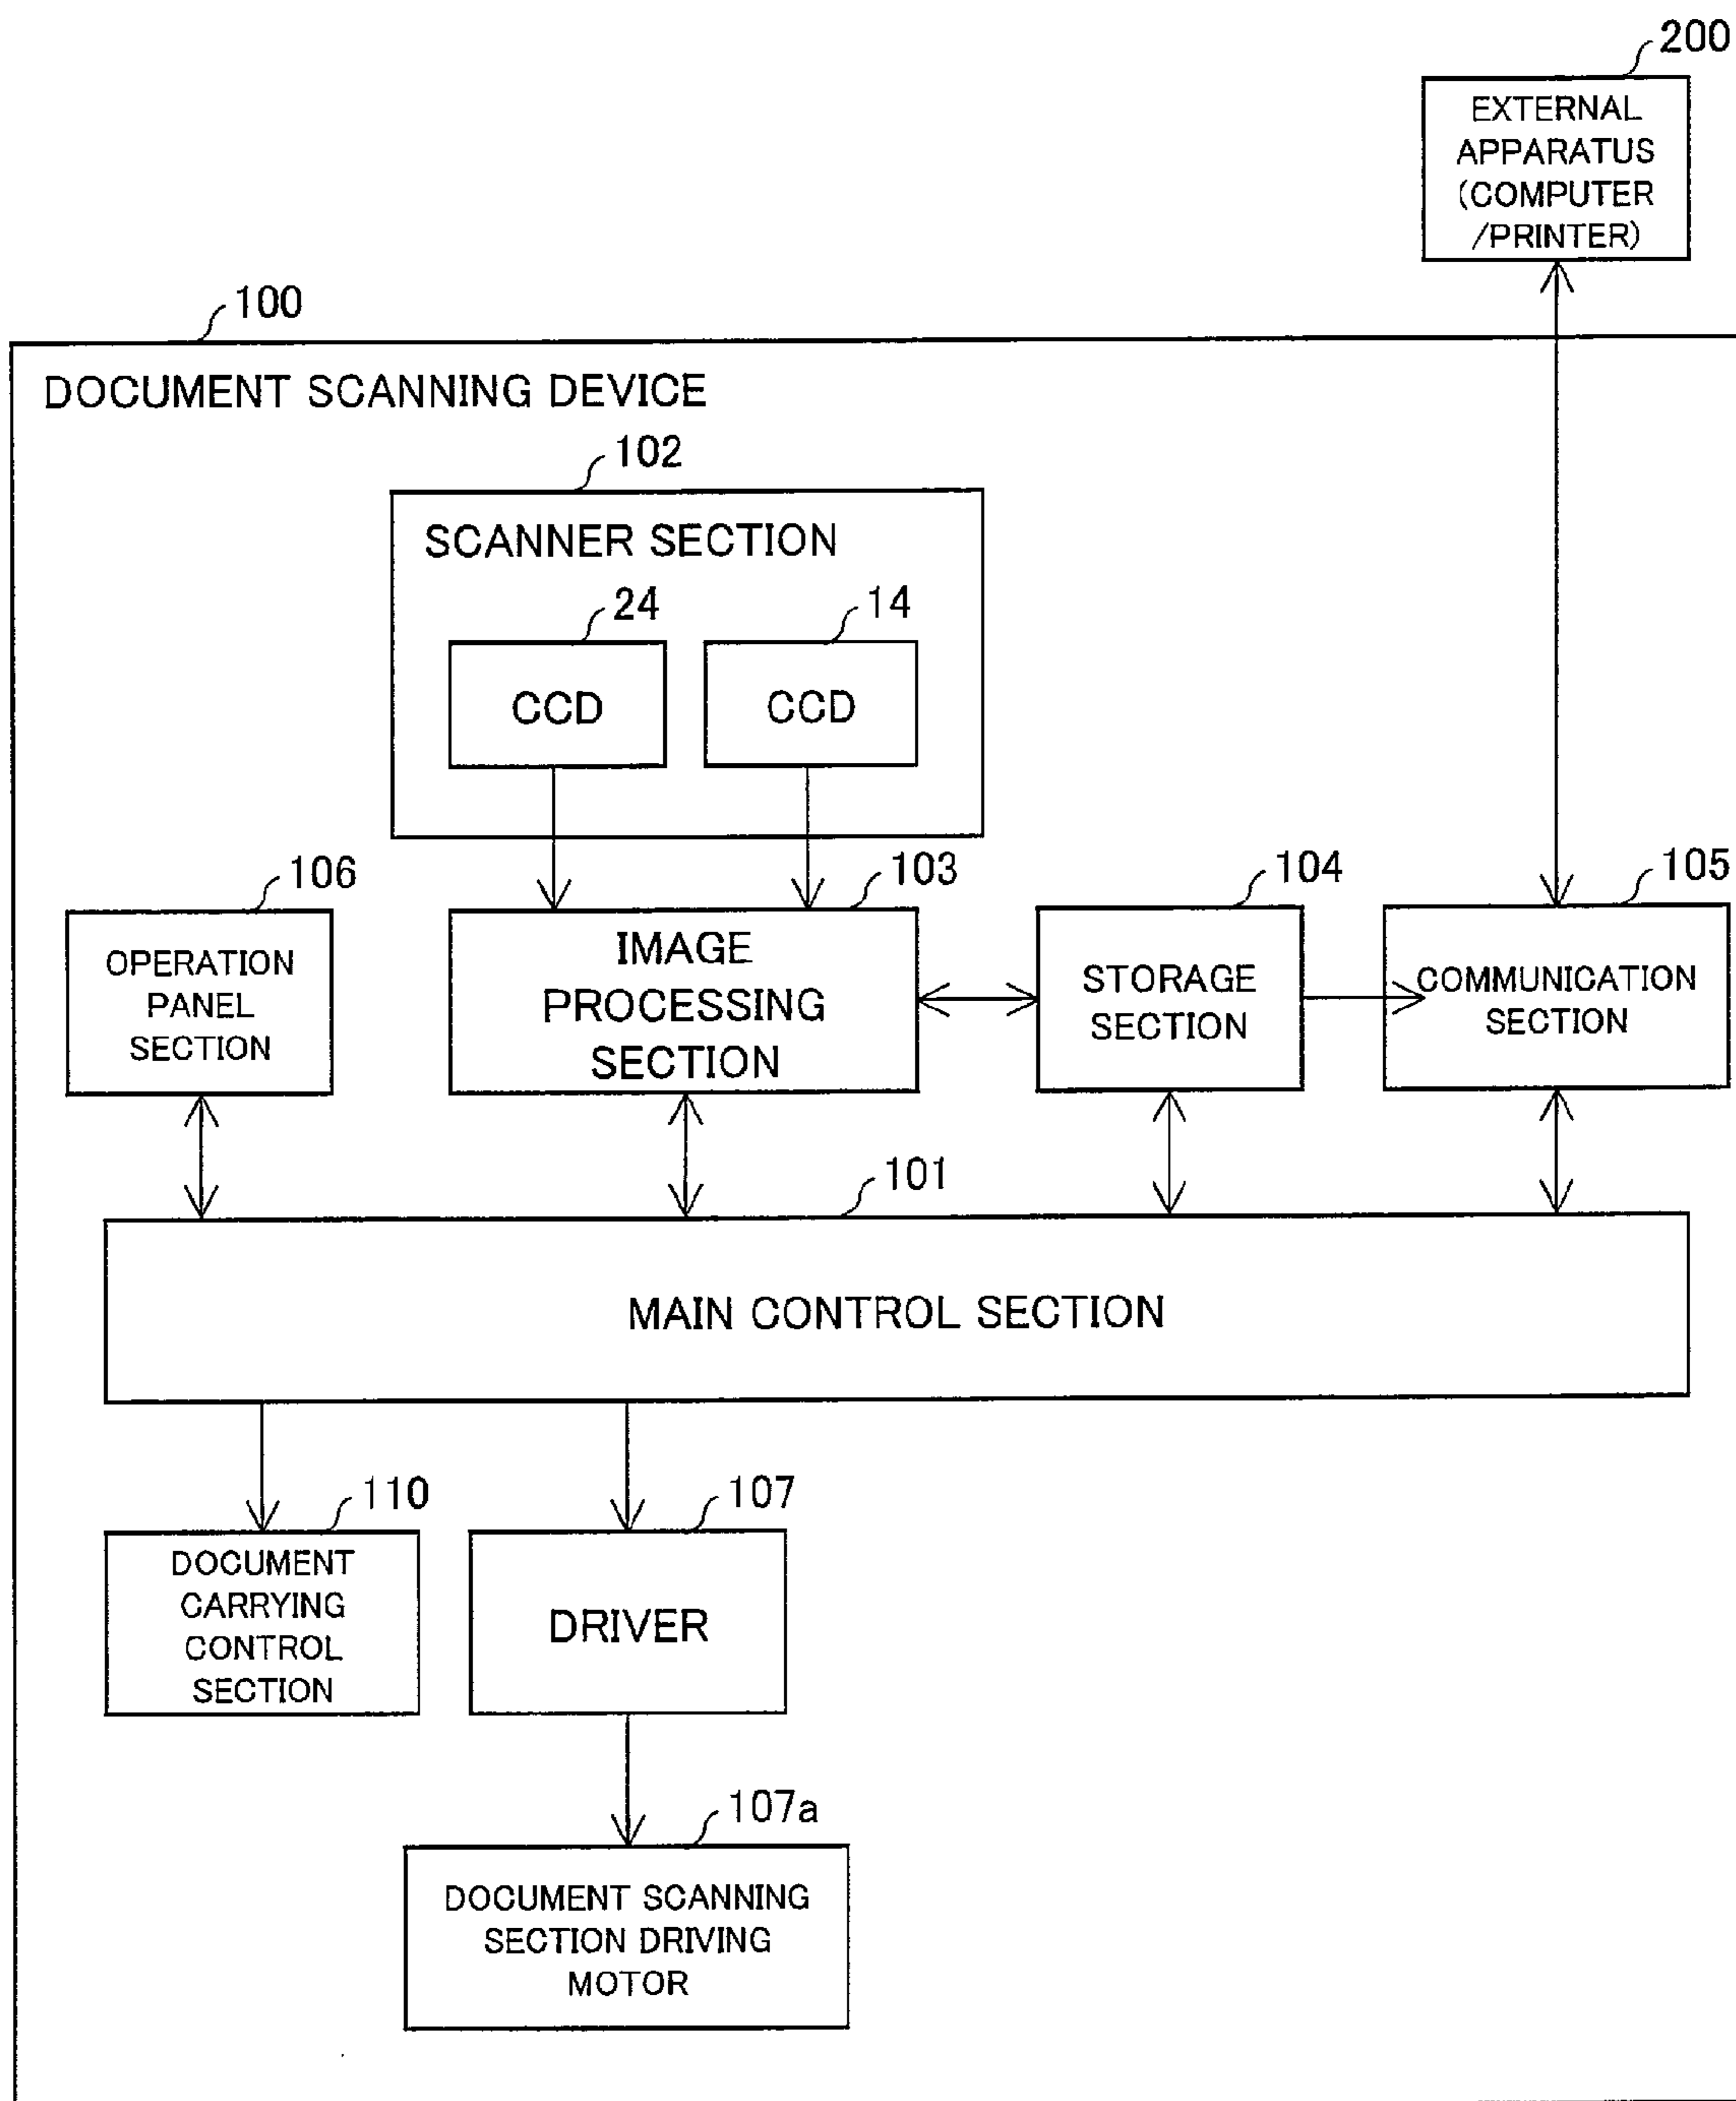 200
EXTERNAL
APPARATUS
(COMPUTER
/PRINTER)
100
DOCUMENT SCANNING DEVICE
102
SCANNER SECTION
24
14
CCD
CCD
106
103
104
105
OPERATION
PANEL
SECTION
IMAGE
PROCESSING
SECTION
STORAGE
SECTION
COMMUNICATION
SECTION
101
MAIN CONTROL SECTION
110
107
DOCUMENT
CARRYING
CONTROL
SECTION
DRIVER
107a
DOCUMENT SCANNING
SECTION DRIVING
MOTOR